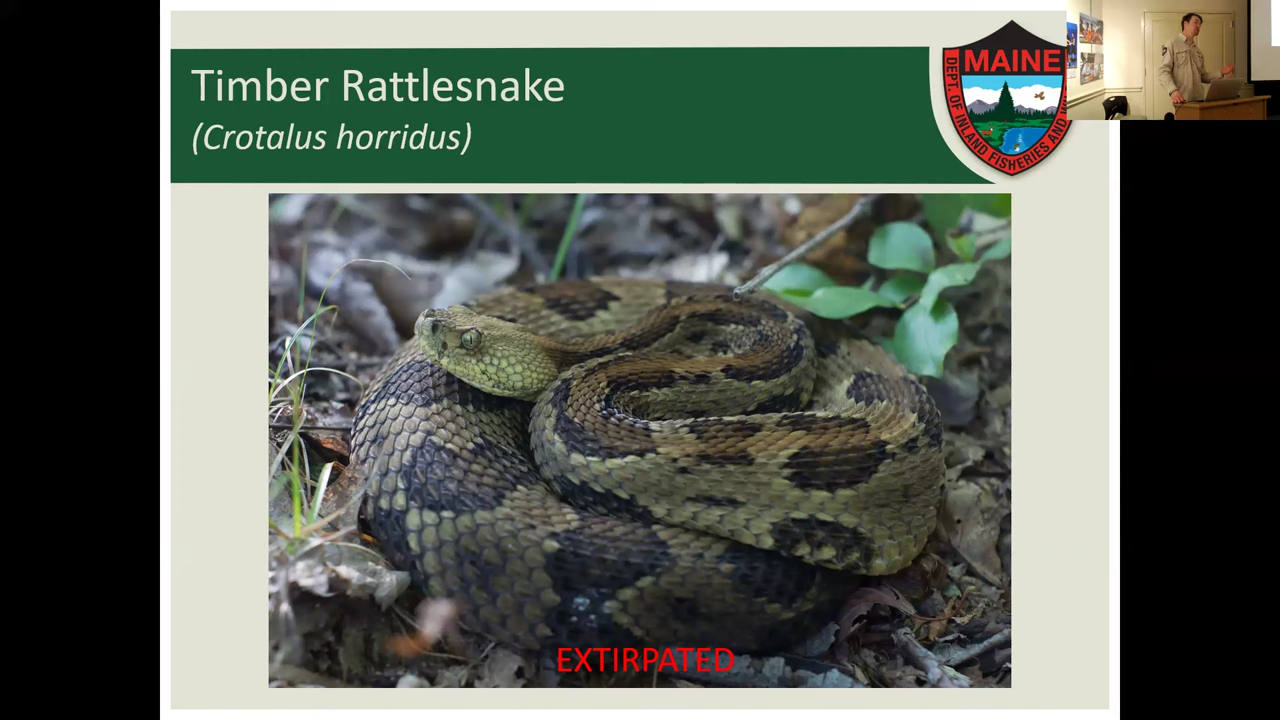 Timber Rattlesnake
(Crotalus horridus)
MAINE
DEPT. OF INLAND FISHERIES AND
EXTIRPATED